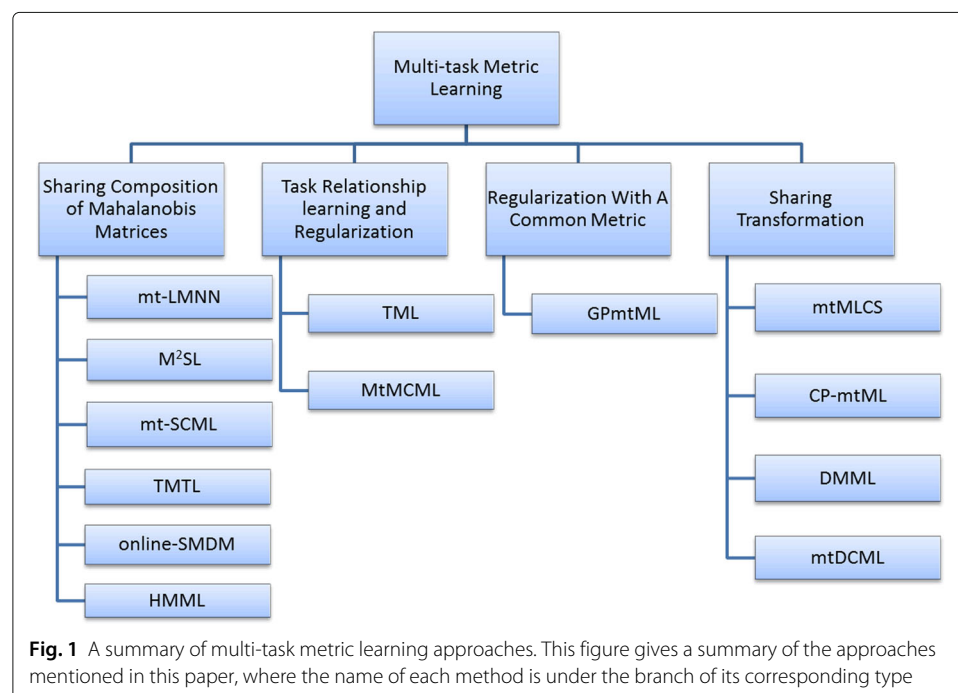 Multi-task Metric
Learning
Sharing Composition
of Mahalanobis
Matrices
Task Relationship
learning and
Regularization
Regularization With A
Common Metric
Sharing
Transformation
mt-LMNN
M²SL
mt-SCML
TMTL
online-SMDM
HMML
TML
MtMCML
GPmtML
mtMLCS
CP-mtML
DMML
mtDCML
Fig. 1 A summary of multi-task metric learning approaches. This figure gives a summary of the approaches
mentioned in this paper, where the name of each method is under the branch of its corresponding type